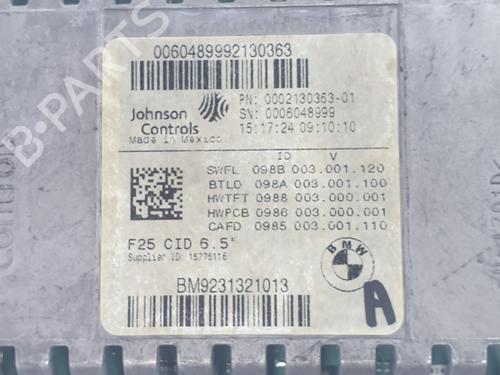 0060489992130363
Johnson
Controls
Made in Mexico
PN: 0002130363-01
SN: 0006048999
15:17:24 09:10:10
IO V
SWFL 098B 003.001.120
BTLD 098A 003.001.100
HWTFT 0988 003.000.001
HWPCB 0986 003.000.001
CAFD 0985 003.001.110
F25 CID 6.5"
Supplier ID: 15776116
BM9231321013
BMW
A
B-PARTS